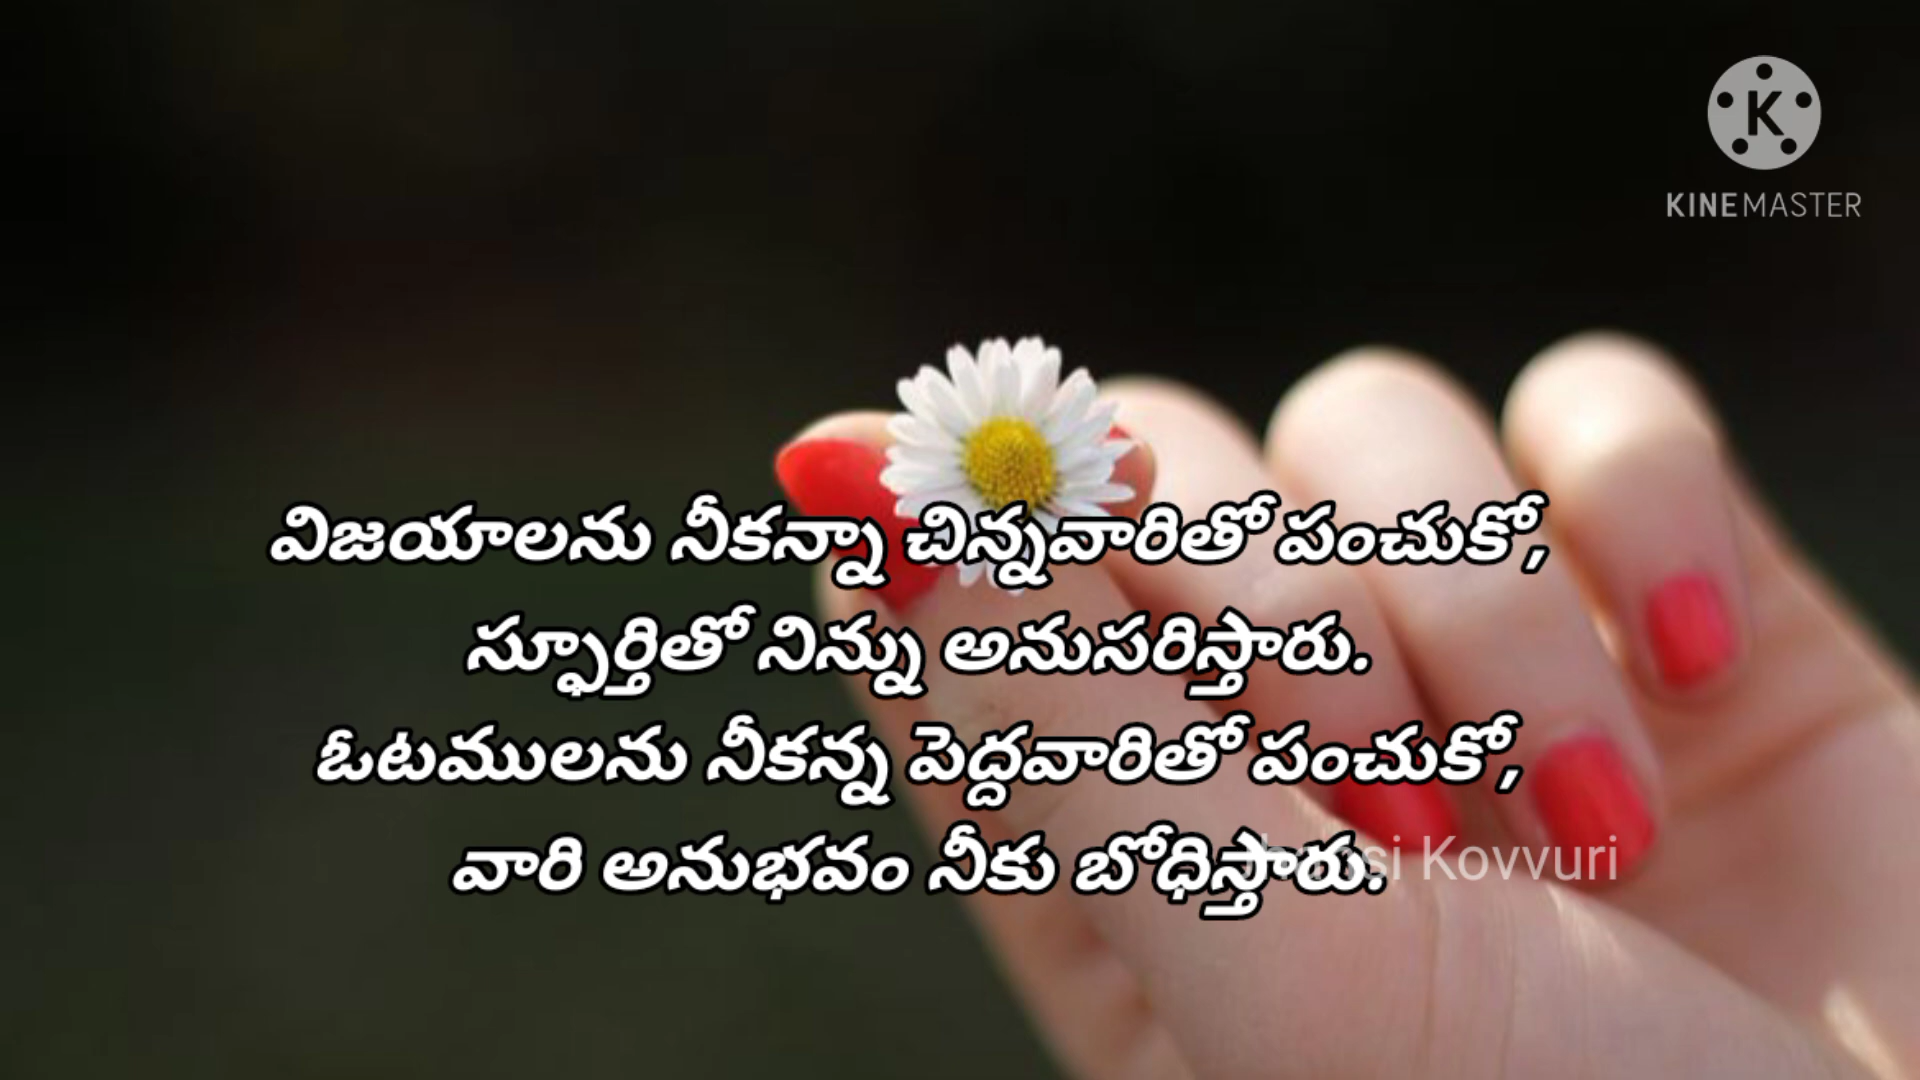 KINEMASTER
విజయాలను నీకన్నా చిన్నవారితో పంచుకో,
స్ఫూర్తితో నిన్ను అనుసరిస్తారు.
ఓటములను నీకన్న పెద్దవారితో పంచుకో,
వారి అనుభవం నీకు బోధిస్తారు.
Kovvuri